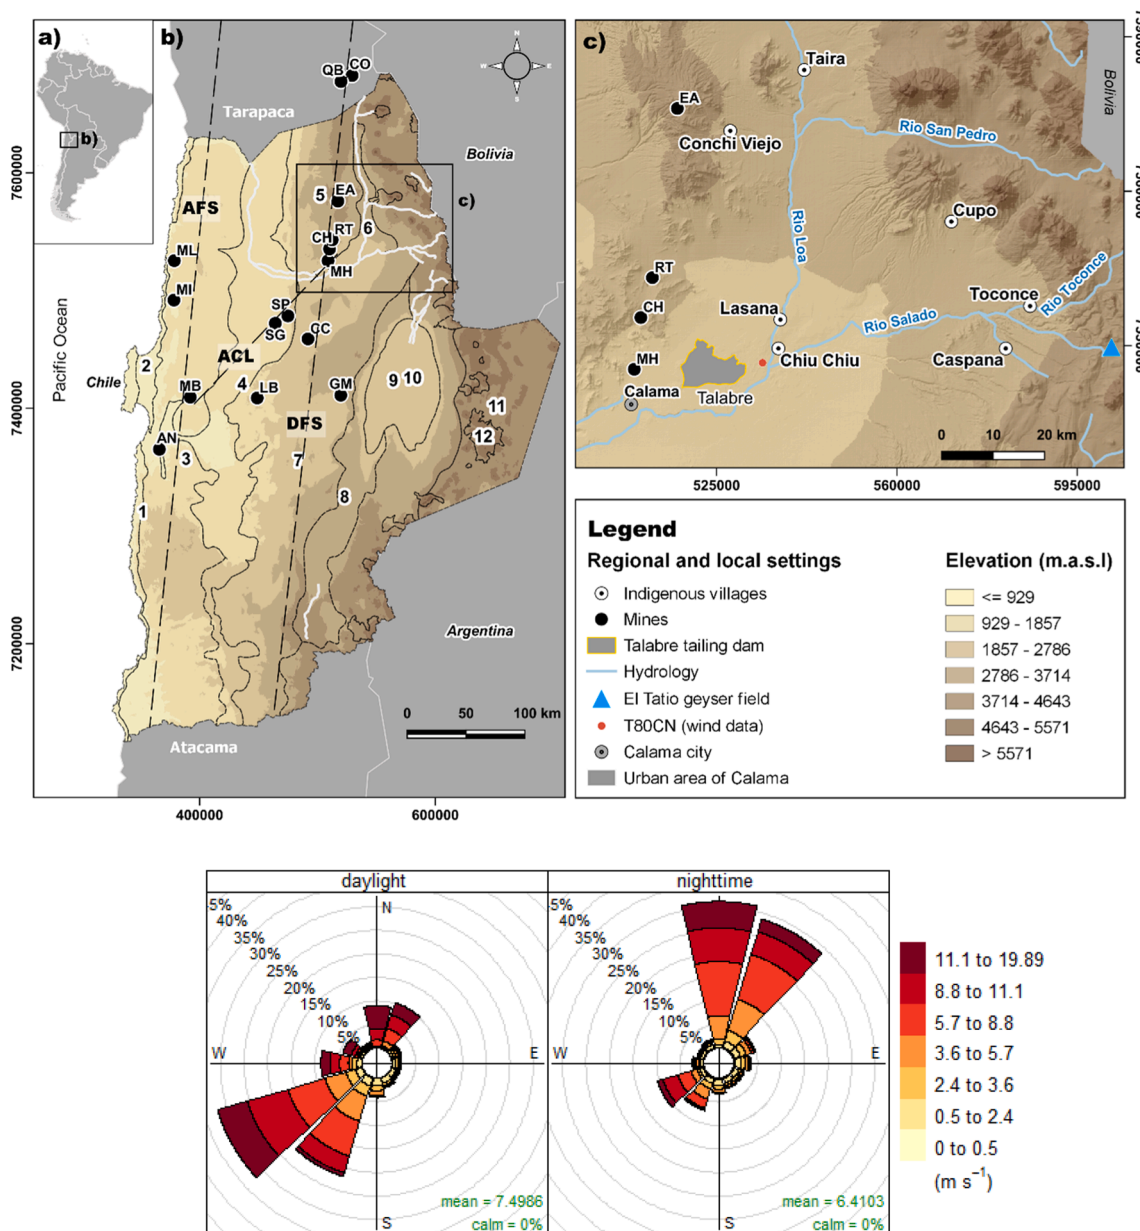 a)
b)
b)
Tarapaca
QB
CO
N
W
E
S
Bolivia
7600000
AFS
5
EA
c)
RT
6
CH
MH
ML
MI
SP
SG
CC
Pacific Ocean
Chile
2
ACL
4
MB
LB
GM
9
10
11
12
7400000
DFS
AN
3
7
8
1
7200000
Argentina
0 50 100 km
Atacama
400000
600000
c)
Taira
Bolivia
EA
Conchi Viejo
Rio San Pedro
Cupo
Rio Loa
RT
CH
MH
Lasana
Toconce
Rio Toconce
Rio Salado
Chiu Chiu
Caspana
Calama
Talabre
0 10 20 km
525000
560000
595000
Legend
Regional and local settings
Indigenous villages
Mines
Talabre tailing dam
Hydrology
El Tatio geyser field
T80CN (wind data)
Calama city
Urban area of Calama
Elevation (m.a.s.l)
<= 929
929 - 1857
1857 - 2786
2786 - 3714
3714 - 4643
4643 - 5571
> 5571
daylight
5%
40%
35%
30%
25%
20%
15%
10%
5%
N
W
E
S
mean = 7.4986
calm = 0%
nighttime
5%
40%
35%
30%
25%
20%
15%
10%
5%
W
E
S
mean = 6.4103
calm = 0%
11.1 to 19.89
8.8 to 11.1
5.7 to 8.8
3.6 to 5.7
2.4 to 3.6
0.5 to 2.4
0 to 0.5
(m s⁻¹)